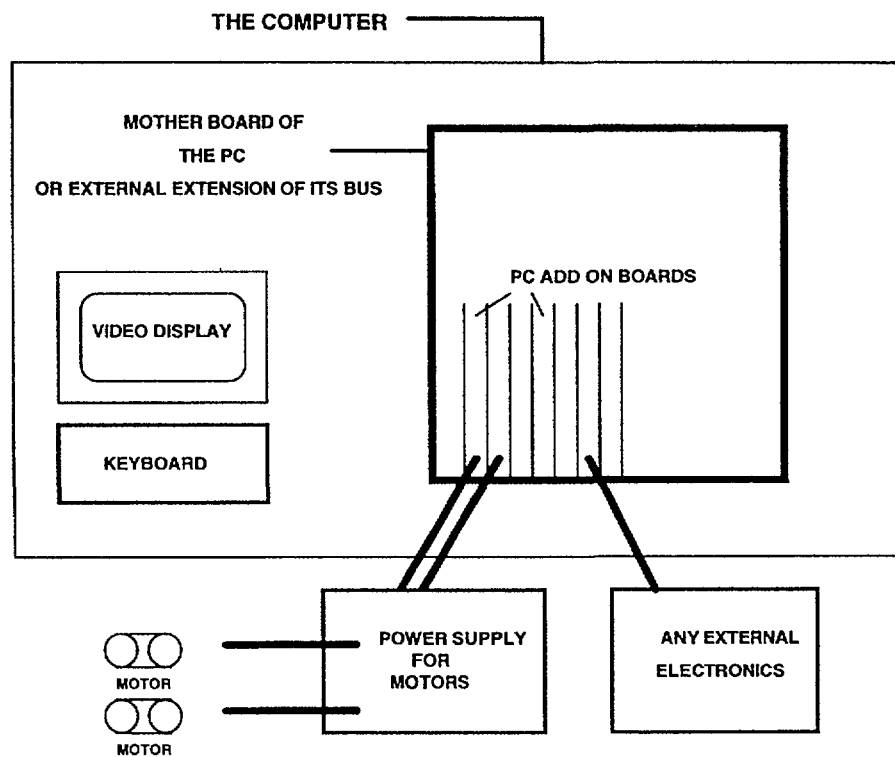 THE COMPUTER
MOTHER BOARD OF
THE PC
OR EXTERNAL EXTENSION OF ITS BUS
PC ADD ON BOARDS
VIDEO DISPLAY
KEYBOARD
POWER SUPPLY
FOR
MOTORS
ANY EXTERNAL
ELECTRONICS
MOTOR
MOTOR